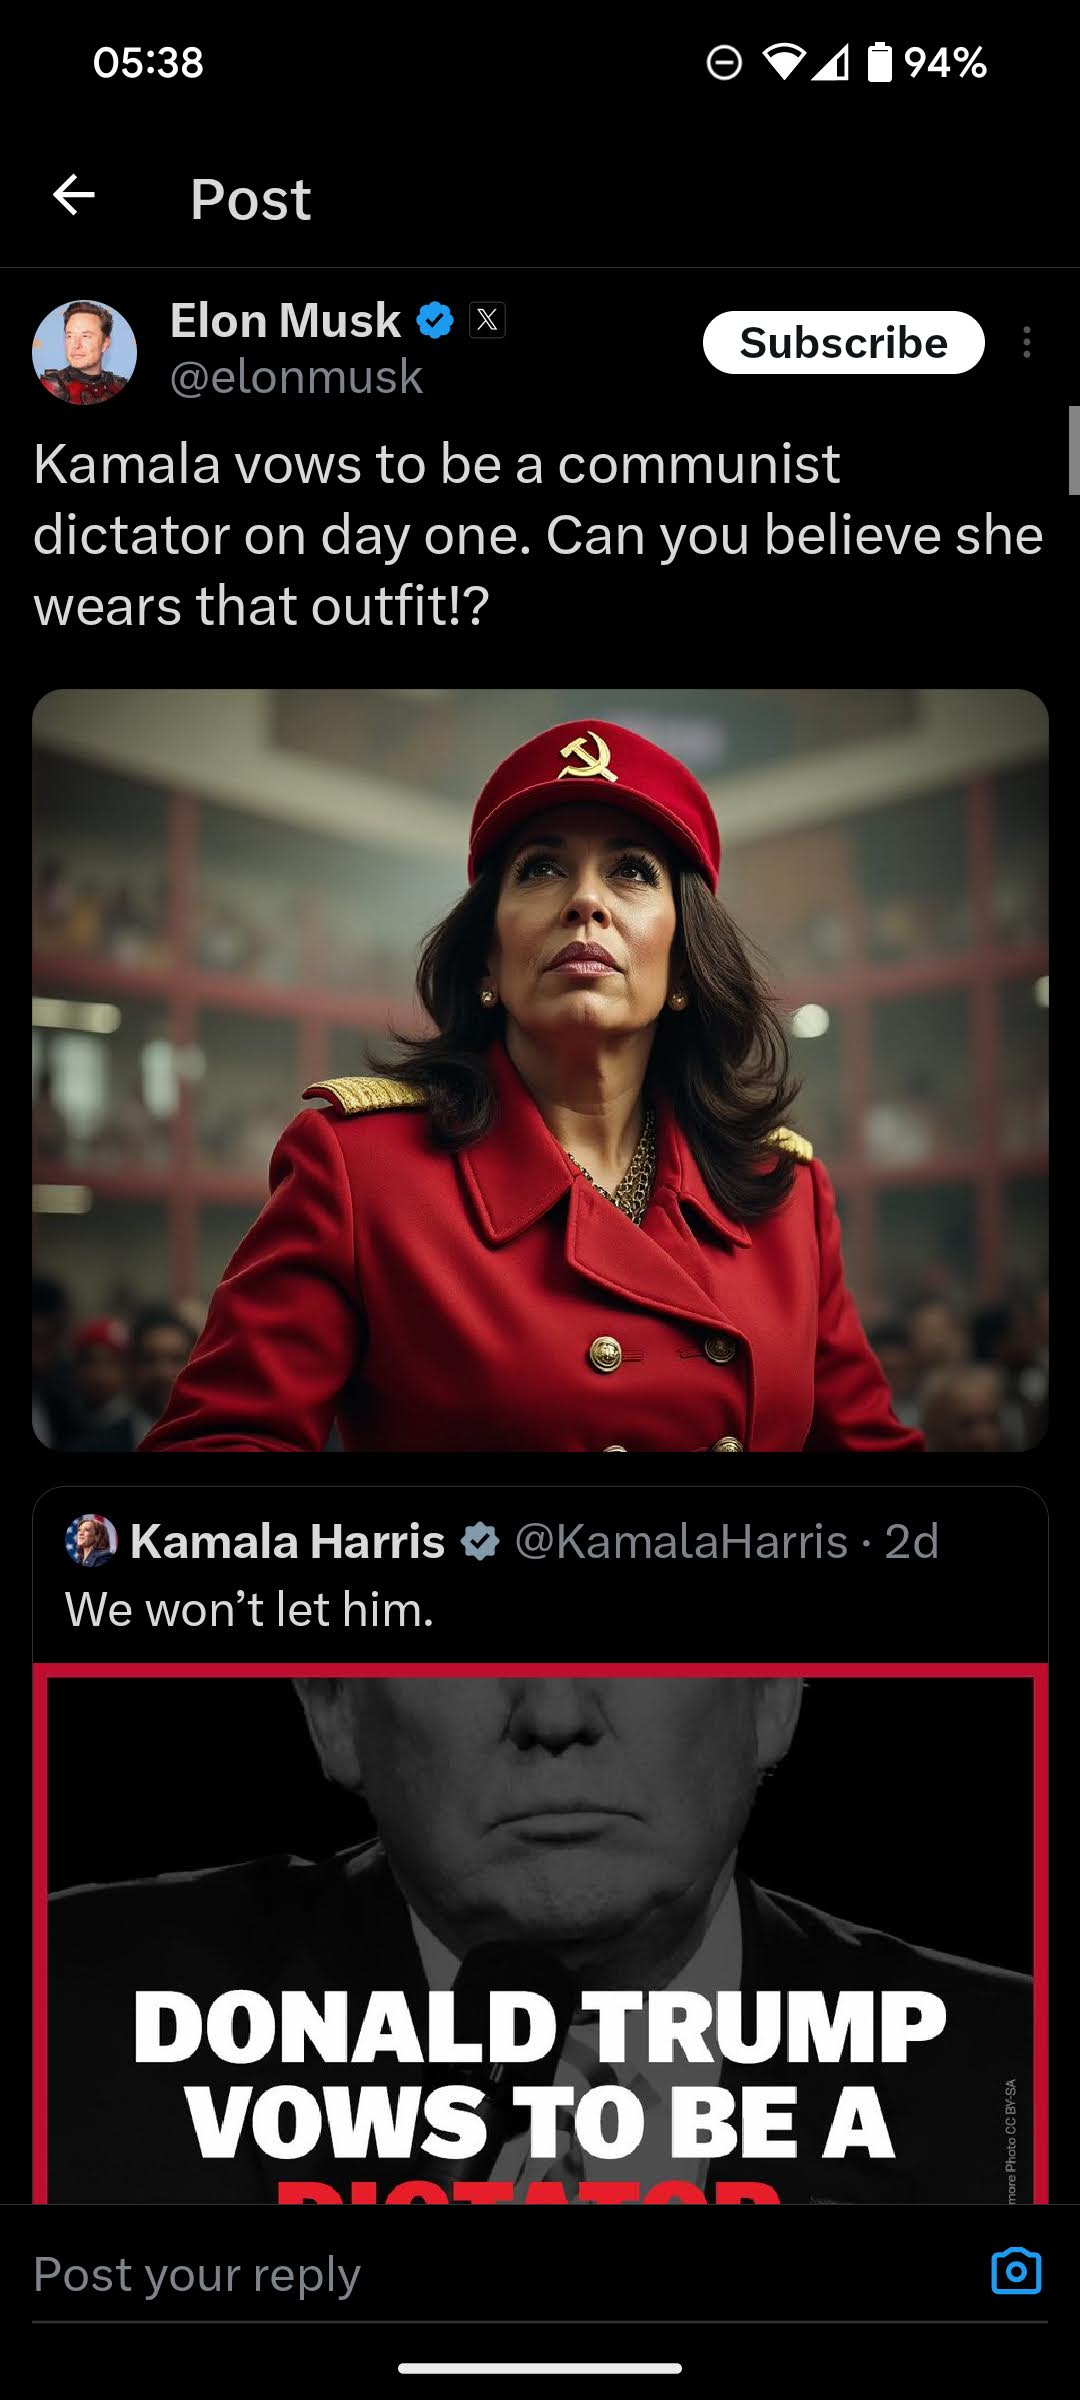 05:38
94%
Post
Elon Musk
@elonmusk
Subscribe
Kamala vows to be a communist
dictator on day one. Can you believe she
wears that outfit!?
Kamala Harris @KamalaHarris · 2d
We won’t let him.
DONALD TRUMP
VOWS TO BE A
DICTATOR
more Photo CC BY-SA
Post your reply